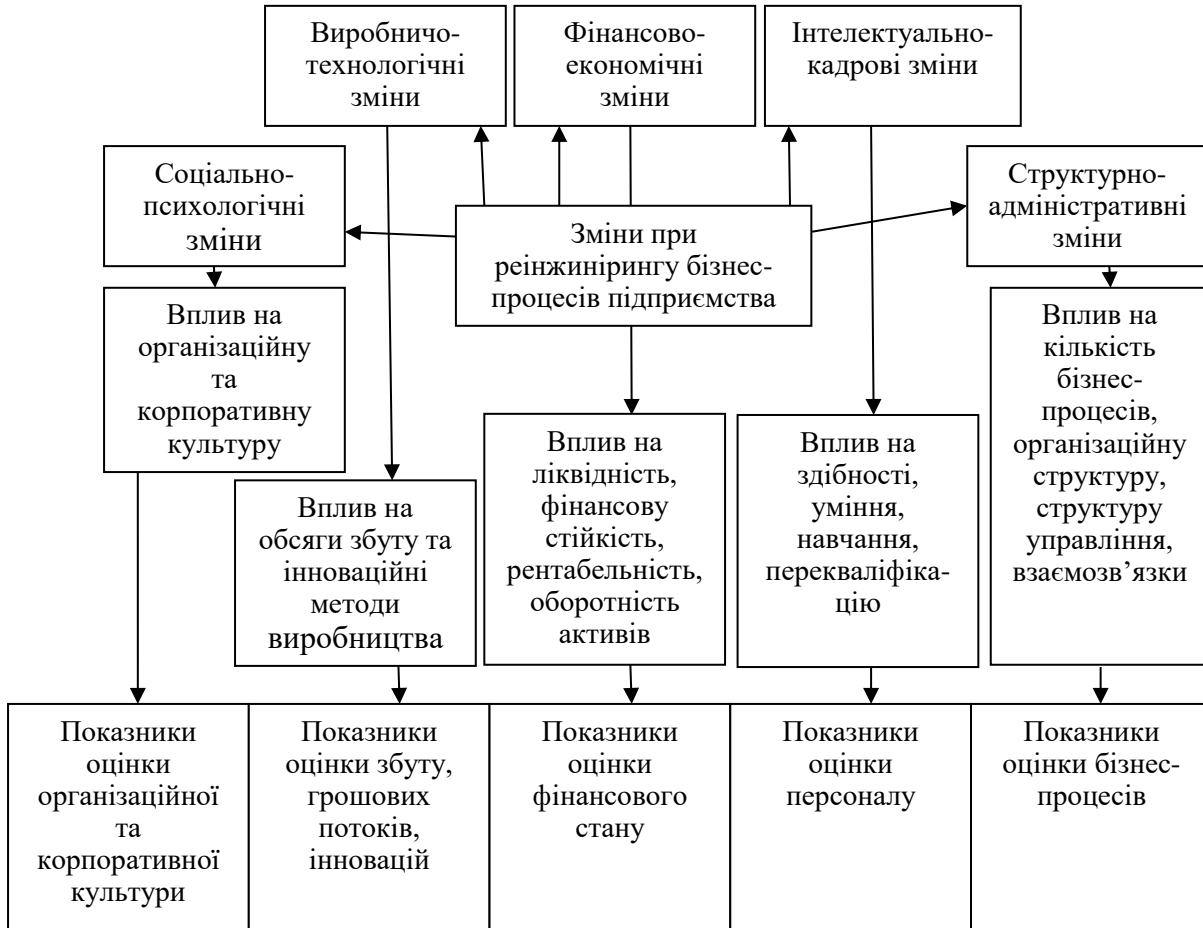 Виробничо-
технологічні
зміни
Фінансово-
економічні
зміни
Інтелектуально-
кадрові зміни
Соціально-
психологічні
зміни
Зміни при
реінжинірингу бізнес-
процесів підприємства
Структурно-
адміністративні
зміни
Вплив на
організаційну
та
корпоративну
культуру
Вплив на
обсяги збуту та
інноваційні
методи
виробництва
Вплив на
ліквідність,
фінансову
стійкість,
рентабельність,
оборотність
активів
Вплив на
здібності,
уміння,
навчання,
перекваліфіка-
цію
Вплив на
кількість
бізнес-
процесів,
організаційну
структуру,
структуру
управління,
взаємозв’язки
Показники
оцінки
організаційної
та
корпоративної
культури
Показники
оцінки збуту,
грошових
потоків,
інновацій
Показники
оцінки
фінансового
стану
Показники
оцінки
персоналу
Показники
оцінки бізнес-
процесів